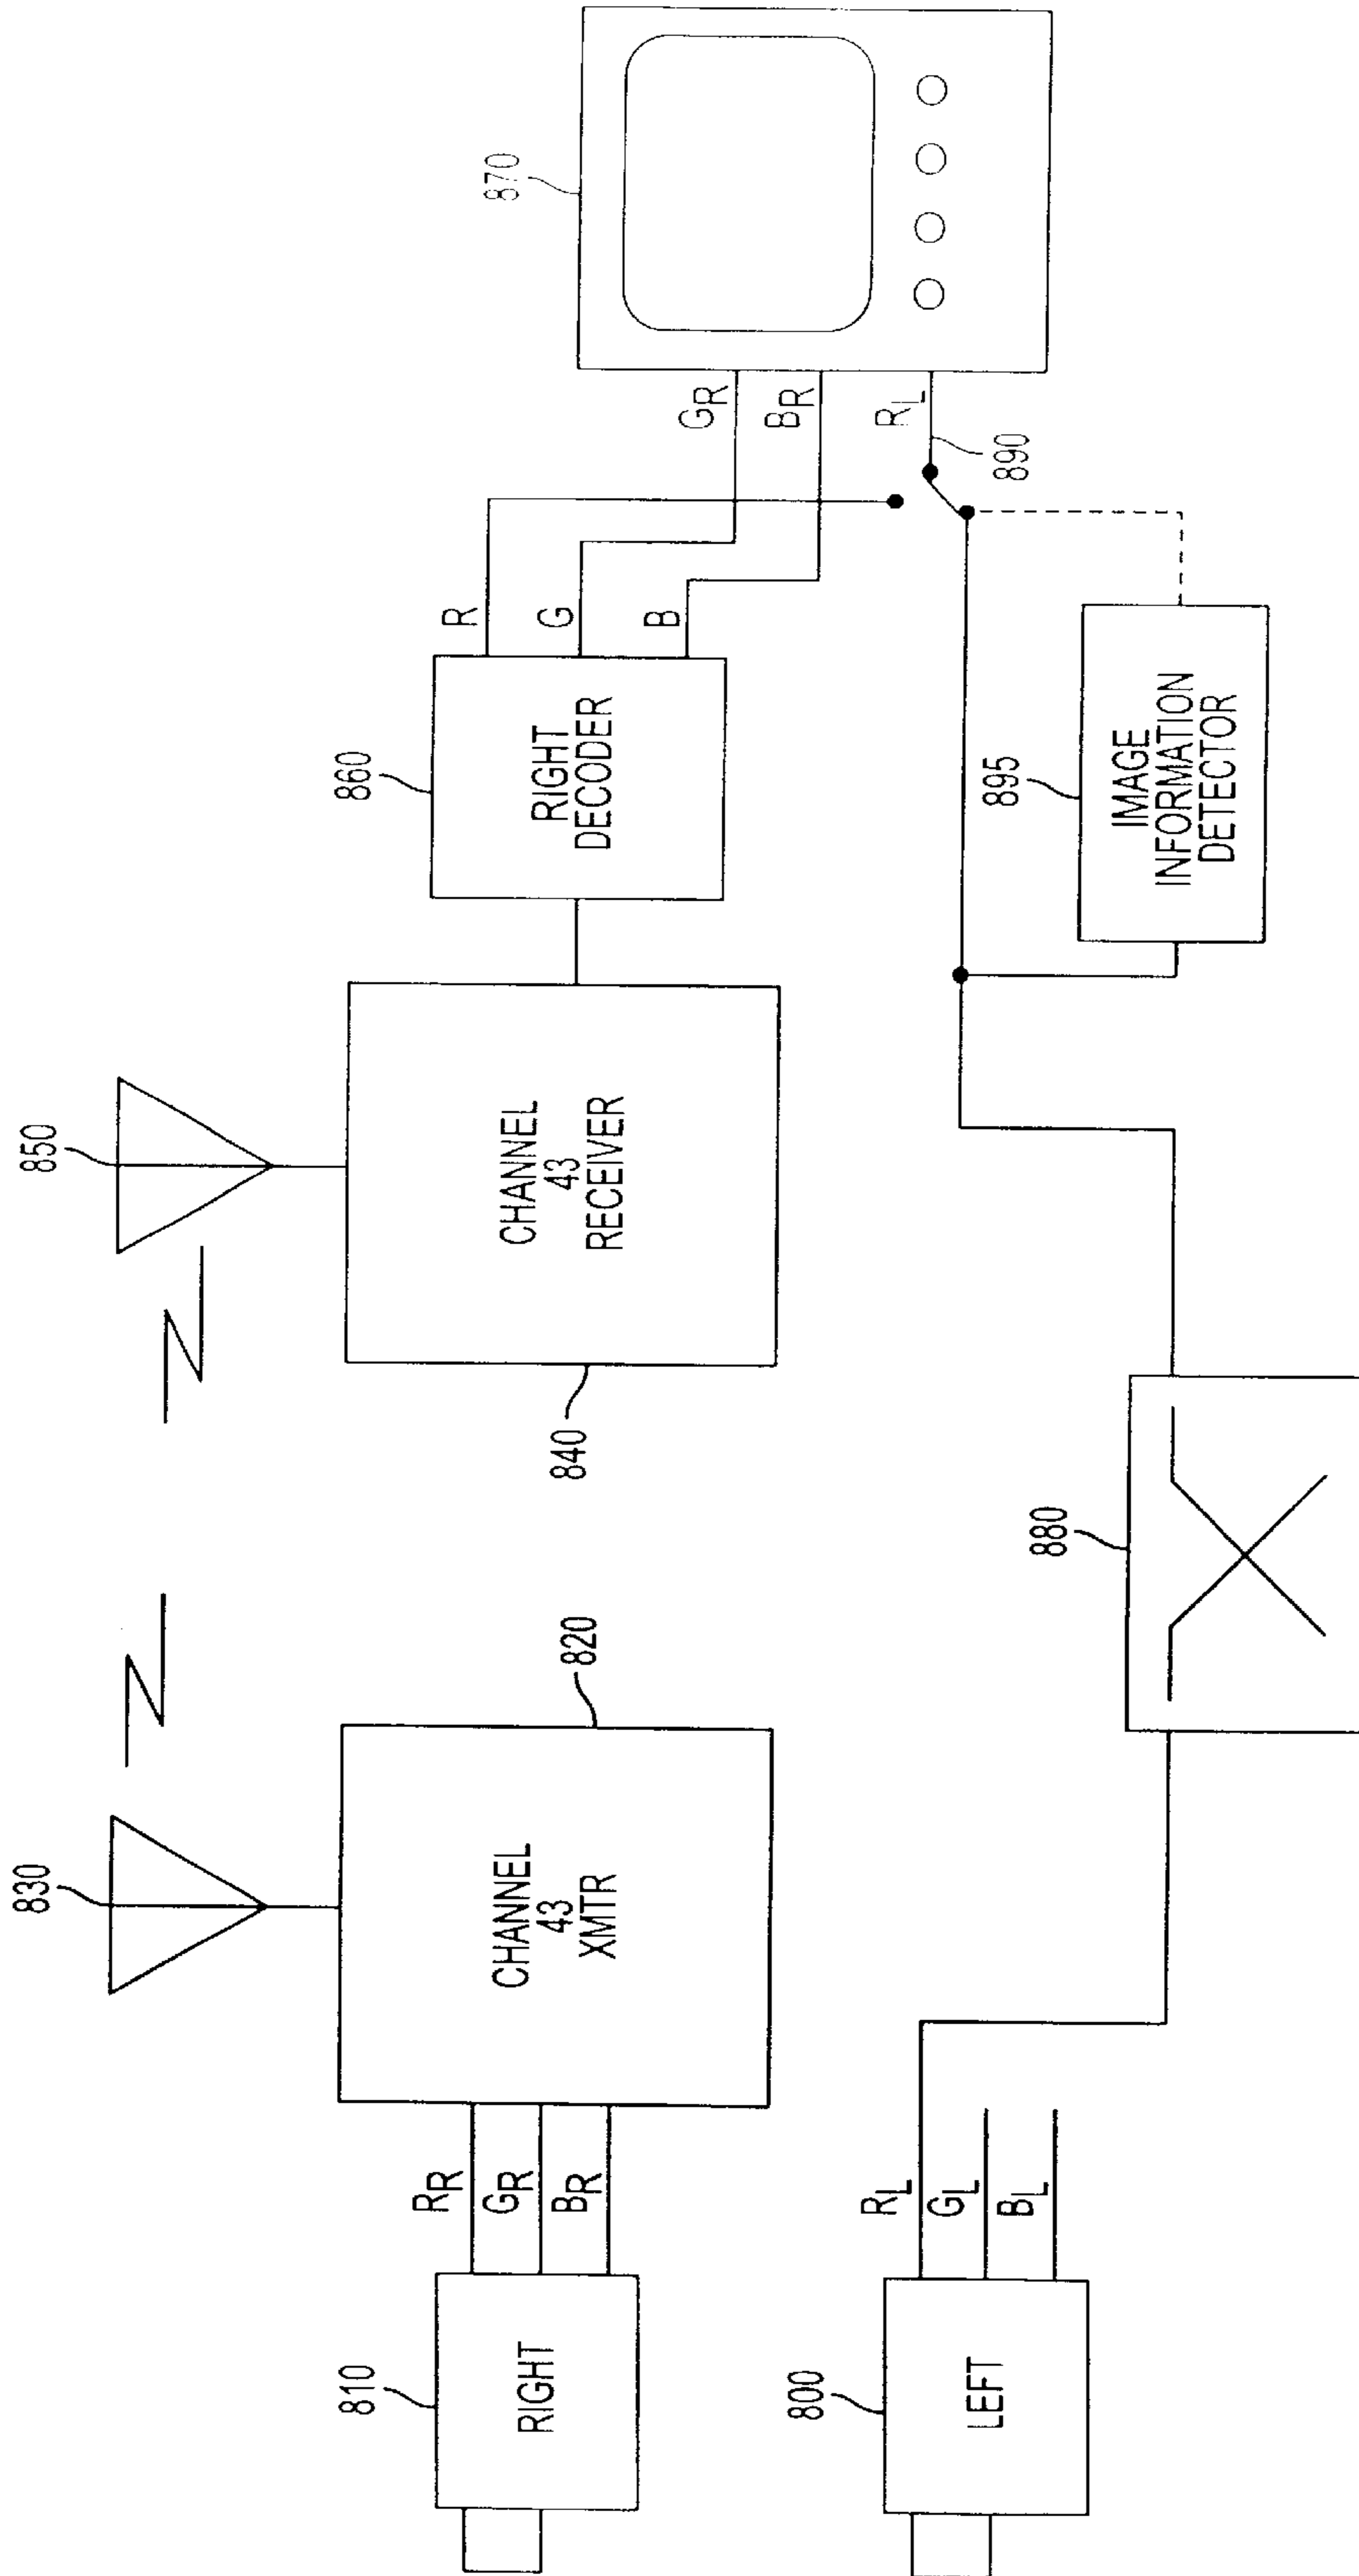 830
850
870
CHANNEL
43
XMTR
820
CHANNEL
43
RECEIVER
840
860
RIGHT
DECODER
R
G
B
GR
BR
RL
890
810
RIGHT
RR
GR
BR
800
LEFT
RL
GL
BL
880
895
IMAGE
INFORMATION
DETECTOR